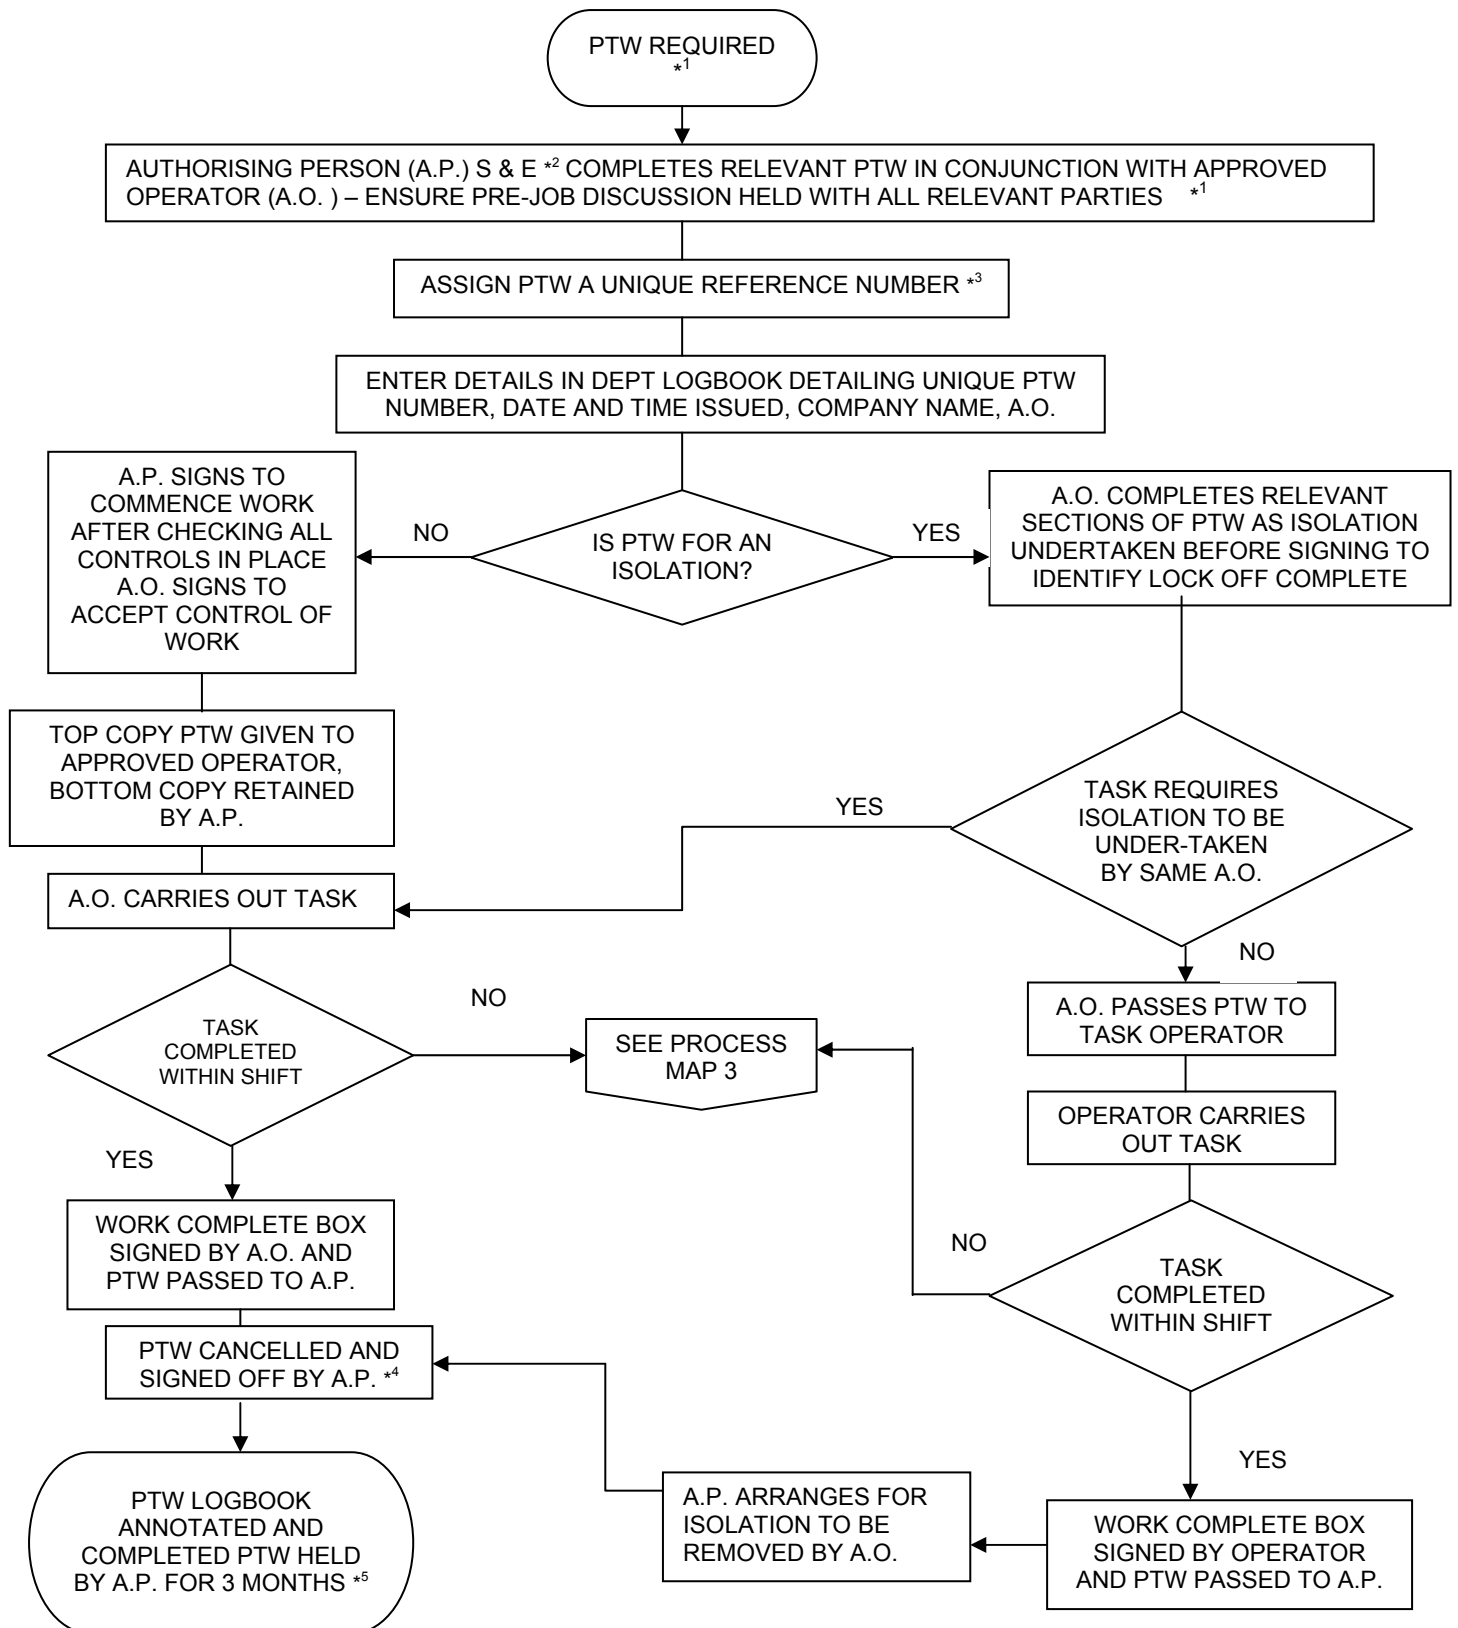 PTW REQUIRED
*1
AUTHORISING PERSON (A.P.) S & E *2 COMPLETES RELEVANT PTW IN CONJUNCTION WITH APPROVED
OPERATOR (A.O. ) – ENSURE PRE-JOB DISCUSSION HELD WITH ALL RELEVANT PARTIES *1
ASSIGN PTW A UNIQUE REFERENCE NUMBER *3
ENTER DETAILS IN DEPT LOGBOOK DETAILING UNIQUE PTW
NUMBER, DATE AND TIME ISSUED, COMPANY NAME, A.O.
IS PTW FOR AN
ISOLATION?
NO
A.P. SIGNS TO
COMMENCE WORK
AFTER CHECKING ALL
CONTROLS IN PLACE
A.O. SIGNS TO
ACCEPT CONTROL OF
WORK
YES
A.O. COMPLETES RELEVANT
SECTIONS OF PTW AS ISOLATION
UNDERTAKEN BEFORE SIGNING TO
IDENTIFY LOCK OFF COMPLETE
TOP COPY PTW GIVEN TO
APPROVED OPERATOR,
BOTTOM COPY RETAINED
BY A.P.
YES
TASK REQUIRES
ISOLATION TO BE
UNDER-TAKEN
BY SAME A.O.
A.O. CARRIES OUT TASK
NO
A.O. PASSES PTW TO
TASK OPERATOR
TASK
COMPLETED
WITHIN SHIFT
NO
SEE PROCESS
MAP 3
OPERATOR CARRIES
OUT TASK
YES
WORK COMPLETE BOX
SIGNED BY A.O. AND
PTW PASSED TO A.P.
NO
TASK
COMPLETED
WITHIN SHIFT
PTW CANCELLED AND
SIGNED OFF BY A.P. *4
YES
PTW LOGBOOK
ANNOTATED AND
COMPLETED PTW HELD
BY A.P. FOR 3 MONTHS *5
A.P. ARRANGES FOR
ISOLATION TO BE
REMOVED BY A.O.
WORK COMPLETE BOX
SIGNED BY OPERATOR
AND PTW PASSED TO A.P.